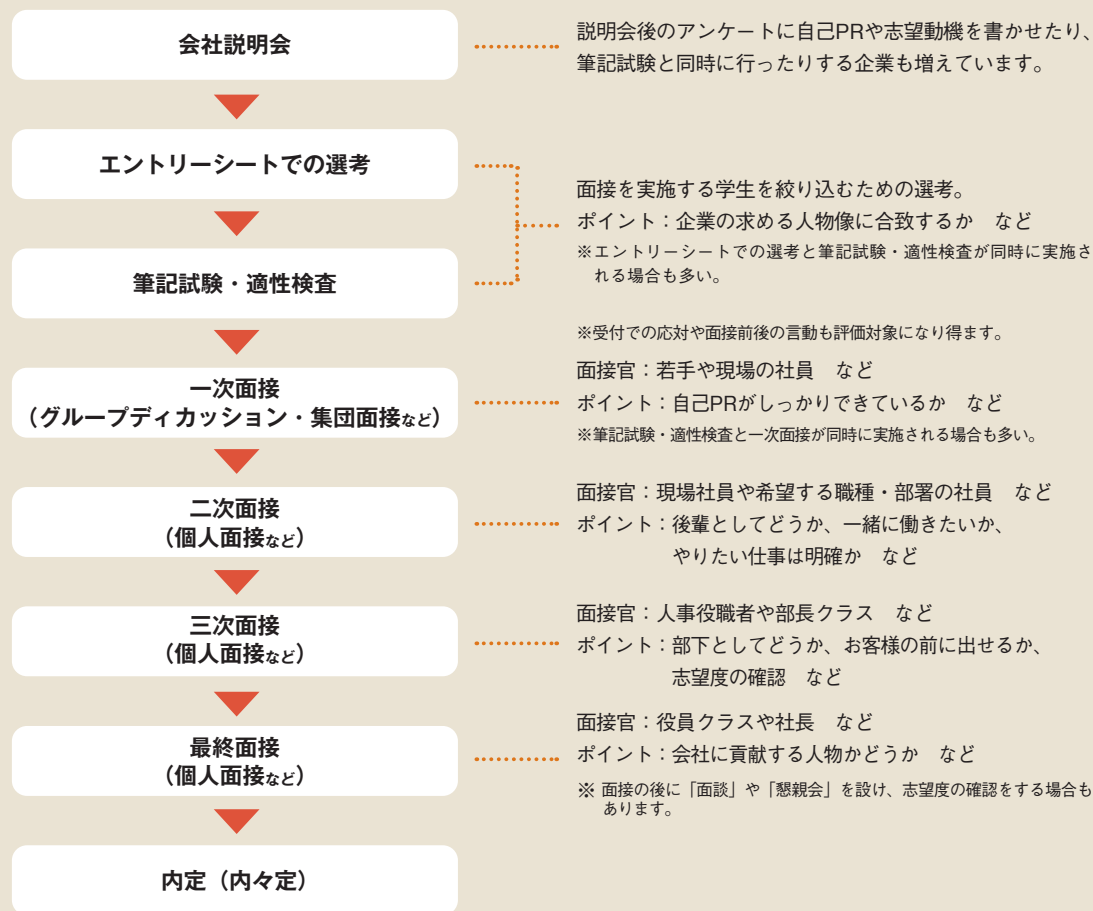 会社説明会
説明会後のアンケートに自己PRや志望動機を書かせたり、
筆記試験と同時に行ったりする企業も増えています。
エントリーシートでの選考
筆記試験・適性検査
面接を実施する学生を絞り込むための選考。
ポイント：企業の求める人物像に合致するか　など
※エントリーシートでの選考と筆記試験・適性検査が同時に実施さ
れる場合も多い。
※受付での応対や面接前後の言動も評価対象になり得ます。
一次面接
（グループディカッション・集団面接など）
面接官：若手や現場の社員　など
ポイント：自己PRがしっかりできているか　など
※筆記試験・適性検査と一次面接が同時に実施される場合も多い。
二次面接
（個人面接など）
面接官：現場社員や希望する職種・部署の社員　など
ポイント：後輩としてどうか、一緒に働きたいか、
やりたい仕事は明確か　など
三次面接
（個人面接など）
面接官：人事役職者や部長クラス　など
ポイント：部下としてどうか、お客様の前に出せるか、
志望度の確認　など
最終面接
（個人面接など）
面接官：役員クラスや社長　など
ポイント：会社に貢献する人物かどうか　など
※ 面接の後に「面談」や「懇親会」を設け、志望度の確認をする場合も
あります。
内定（内々定）